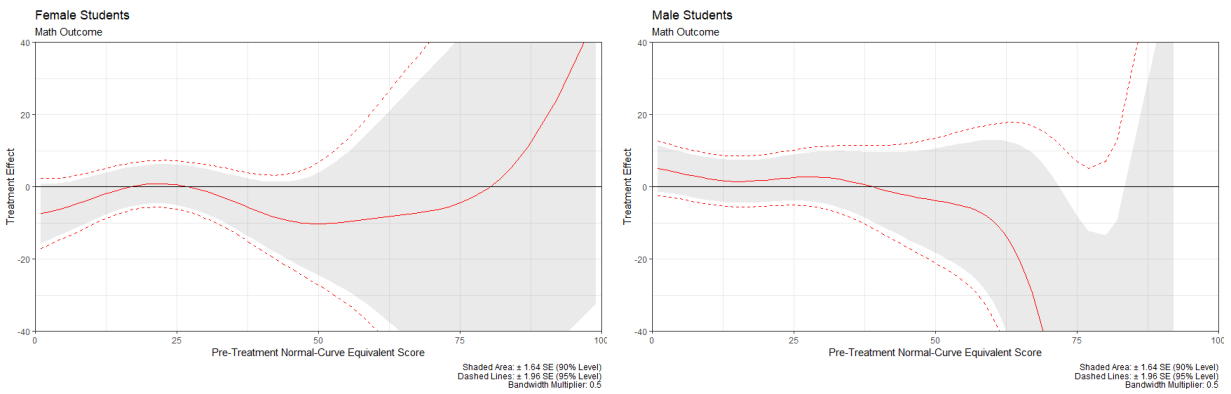 Female Students
Math Outcome
40
20
0
-20
-40
Treatment Effect
0
25
50
75
100
Pre-Treatment Normal-Curve Equivalent Score
Shaded Area: ± 1.64 SE (90% Level)
Dashed Lines: ± 1.96 SE (95% Level)
Bandwidth Multiplier: 0.5
Male Students
Math Outcome
40
20
0
-20
-40
Treatment Effect
0
25
50
75
100
Pre-Treatment Normal-Curve Equivalent Score
Shaded Area: ± 1.64 SE (90% Level)
Dashed Lines: ± 1.96 SE (95% Level)
Bandwidth Multiplier: 0.5